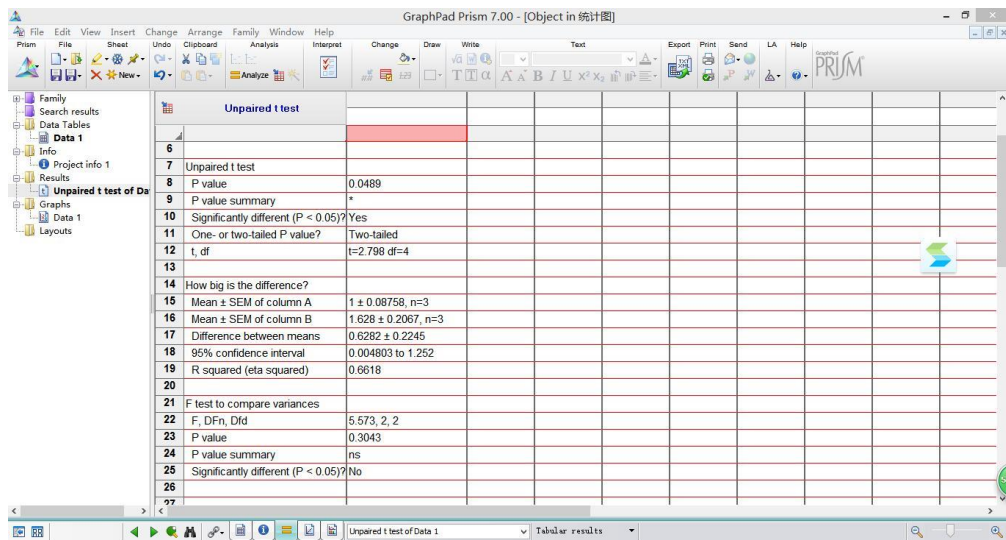 GraphPad Prism 7.00 - [Object in 统计图]
File Edit View Insert Change Arrange Family Window Help
Prism File Sheet Undo Clipboard Analysis Interpret Change Draw Write Text Export Print Send LA Help
New
Analyze
GraphPad
PRISM
Family
Search results
Data Tables
Data 1
Info
Project info 1
Results
Unpaired t test of Da
Graphs
Data 1
Layouts
Unpaired t test
6
7 Unpaired t test
8 P value 0.0489
9 P value summary *
10 Significantly different (P < 0.05)? Yes
11 One- or two-tailed P value? Two-tailed
12 t, df t=2.798 df=4
13
14 How big is the difference?
15 Mean ± SEM of column A 1 ± 0.08758, n=3
16 Mean ± SEM of column B 1.628 ± 0.2067, n=3
17 Difference between means 0.6282 ± 0.2245
18 95% confidence interval 0.004803 to 1.252
19 R squared (eta squared) 0.6618
20
21 F test to compare variances
22 F, DFn, Dfd 5.573, 2, 2
23 P value 0.3043
24 P value summary ns
25 Significantly different (P < 0.05)? No
26
27
Unpaired t test of Data 1 Tabular results